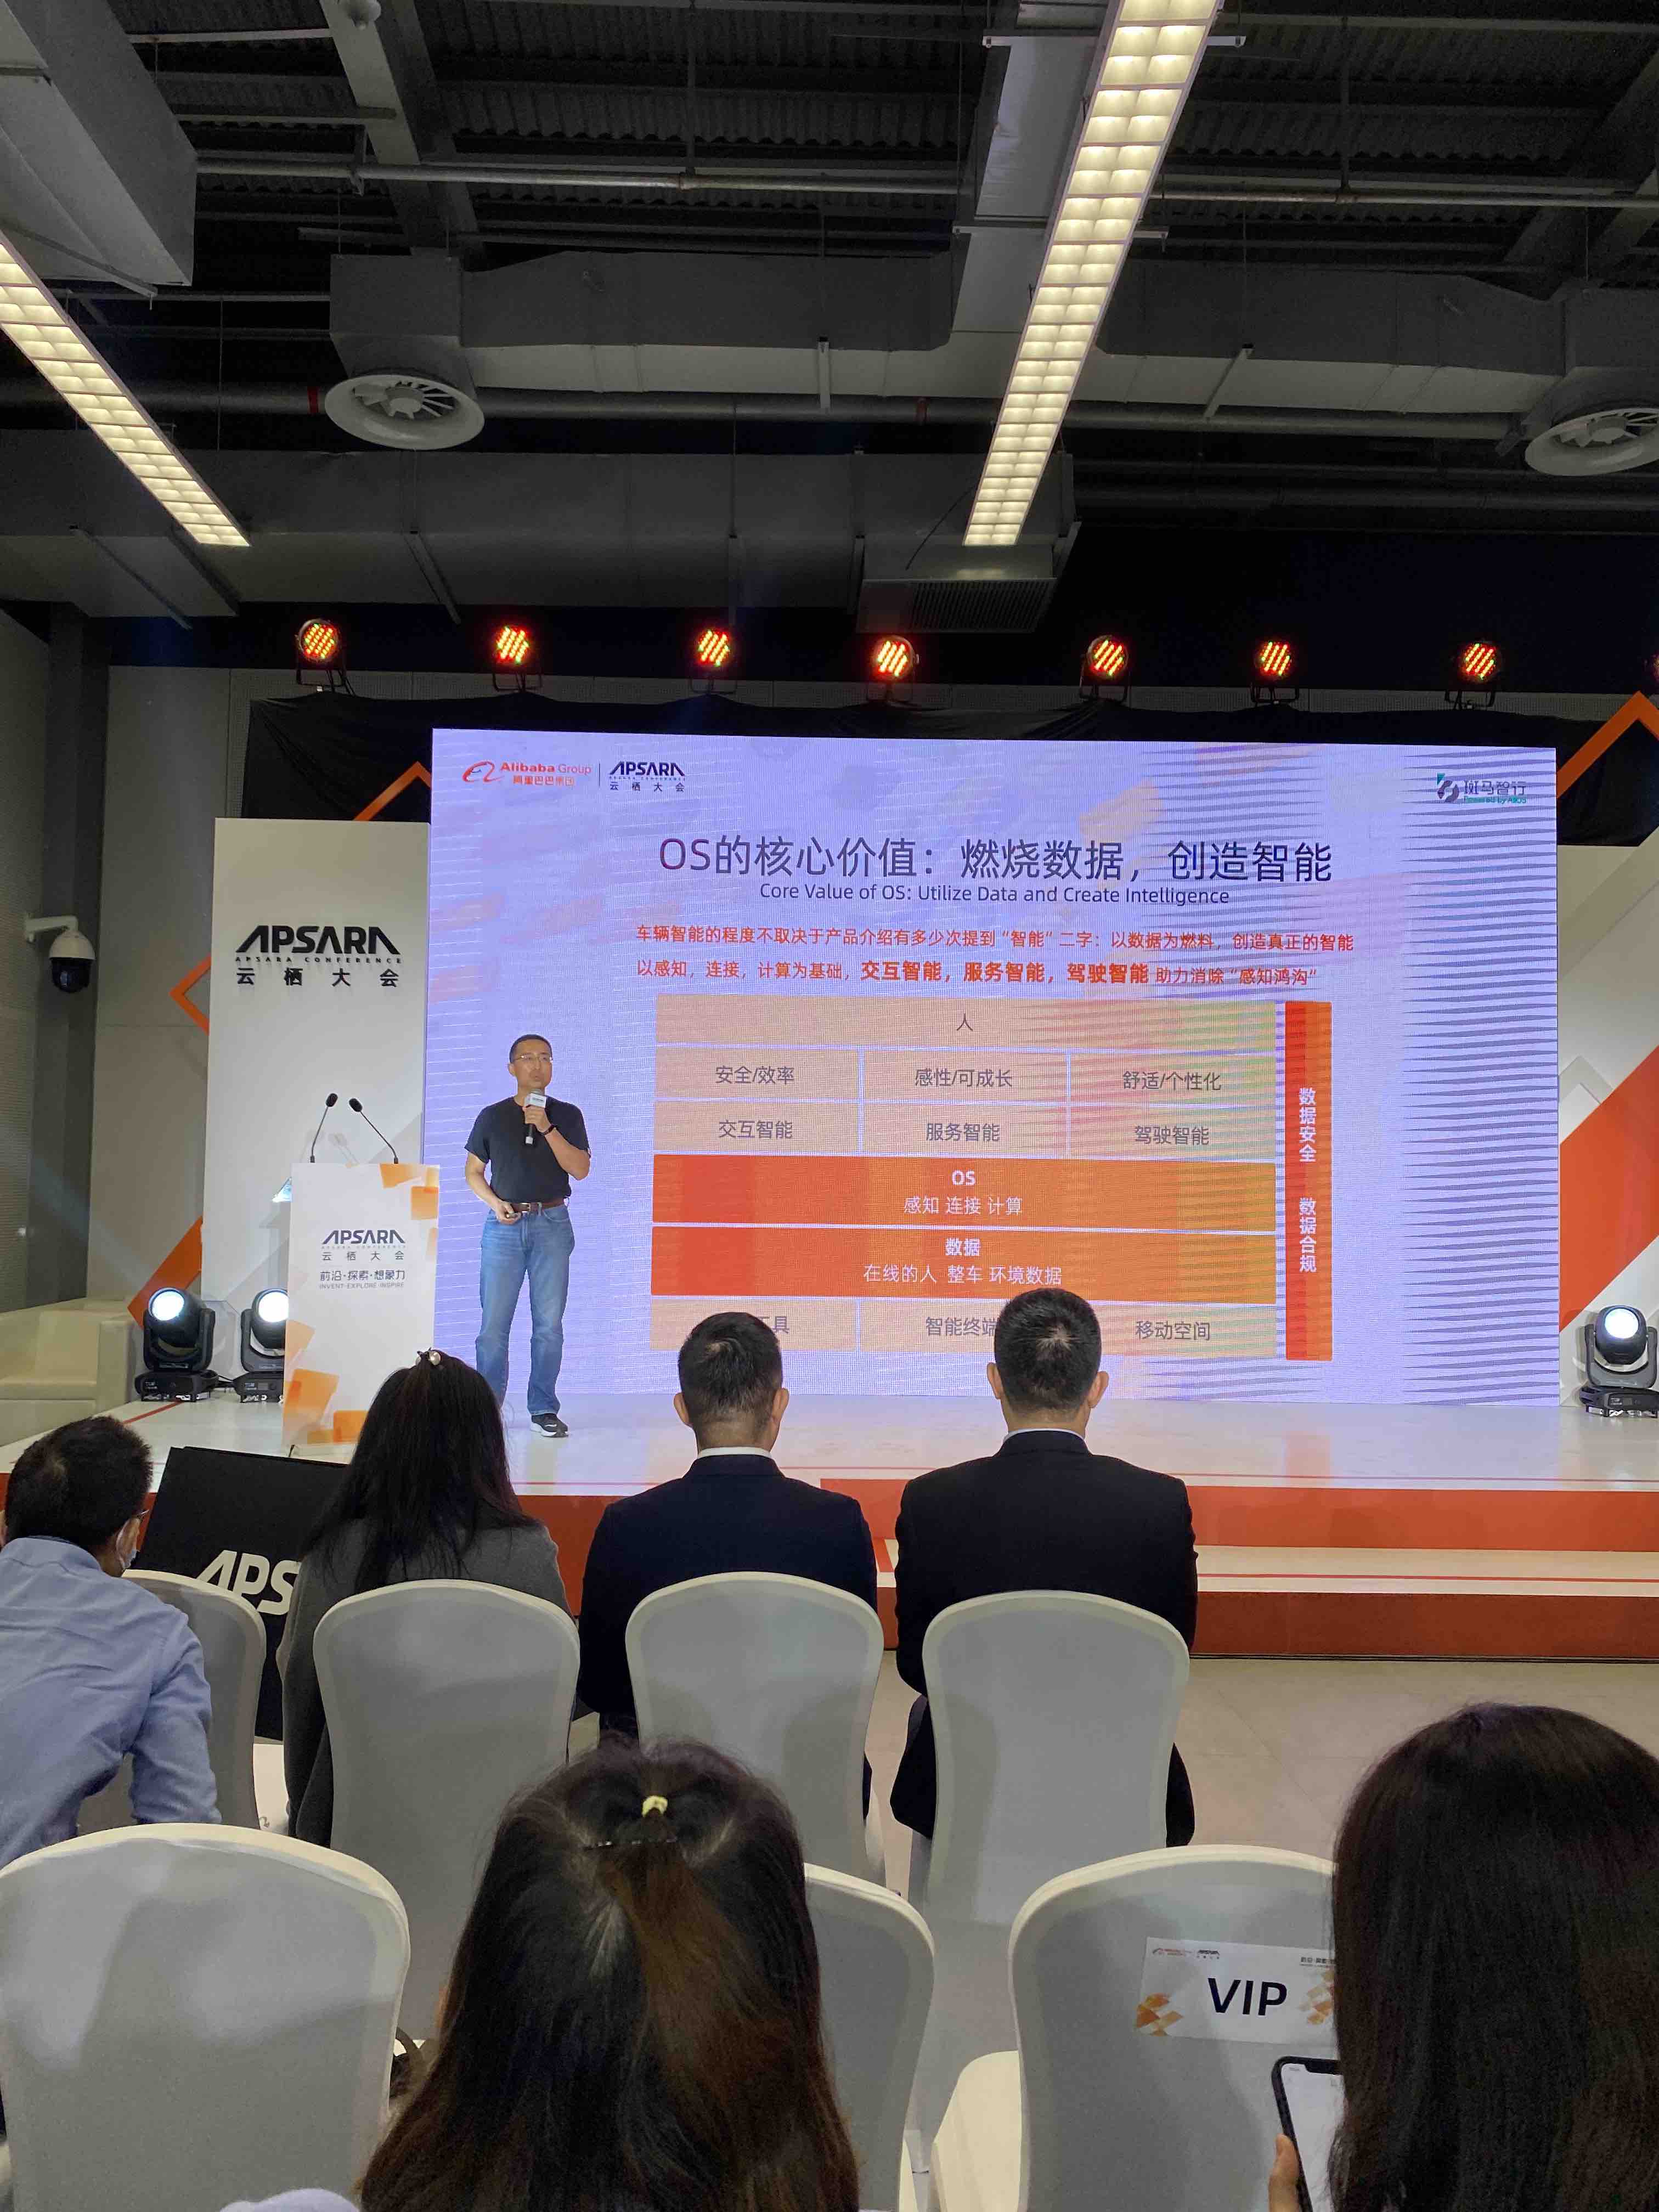 Alibaba Group
阿里巴巴集团
APSARA
云栖大会
斑马智行
Powered by AliOS
OS的核心价值：燃烧数据，创造智能
Core Value of OS: Utilize Data and Create Intelligence
车辆智能的程度不取决于产品介绍有多少次提到“智能”二字：以数据为燃料，创造真正的智能
以感知，连接，计算为基础，交互智能，服务智能，驾驶智能 助力消除“感知鸿沟”
人
安全/效率 感性/可成长 舒适/个性化
交互智能 服务智能 驾驶智能
OS
感知 连接 计算
数据
在线的人 整车 环境数据
具 智能终端 移动空间
数据安全 数据合规
APSARA
APSARA CONFERENCE
云栖大会
APSARA
APSARA CONFERENCE
云栖大会
前沿·探索·想象力
INVENT·EXPLORE·INSPIRE
APS
VIP